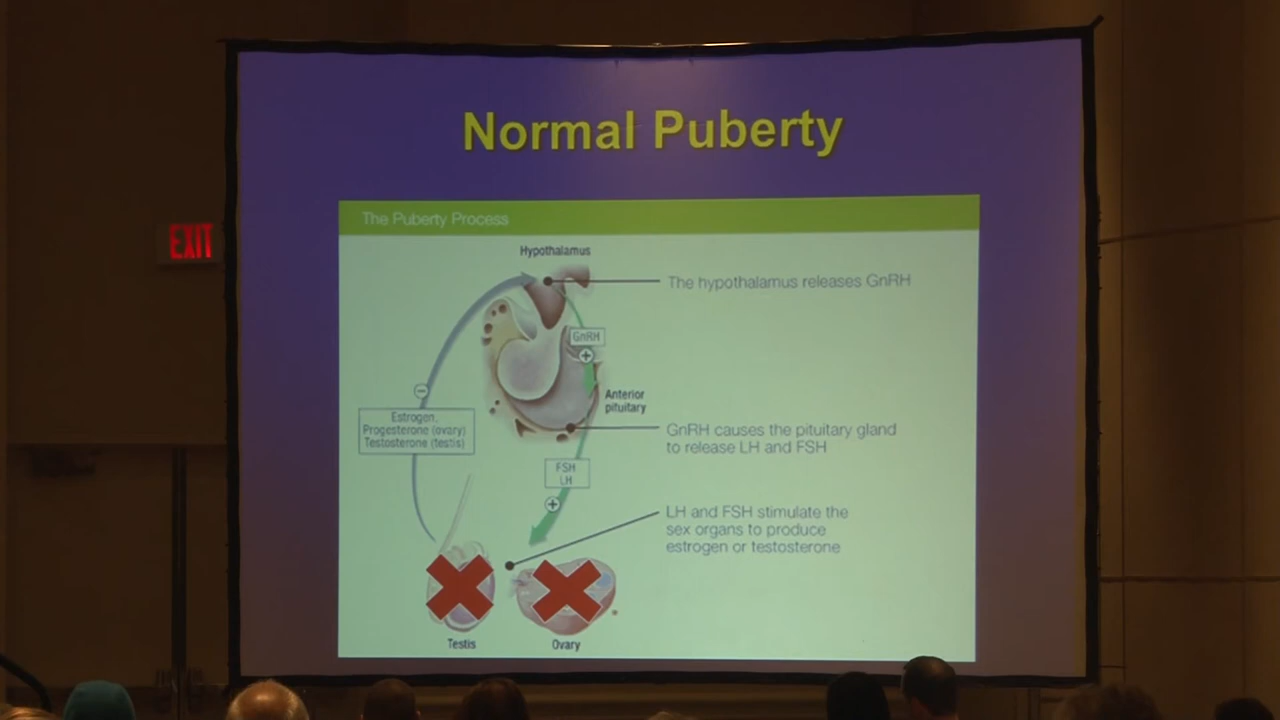 Normal Puberty
EXIT
The Puberty Process
Hypothalamus
The hypothalamus releases GnRH
GnRH
+
Anterior
pituitary
−
Estrogen,
Progesterone (ovary)
Testosterone (testis)
GnRH causes the pituitary gland
to release LH and FSH
FSH
LH
+
LH and FSH stimulate the
sex organs to produce
estrogen or testosterone
Testis
Ovary